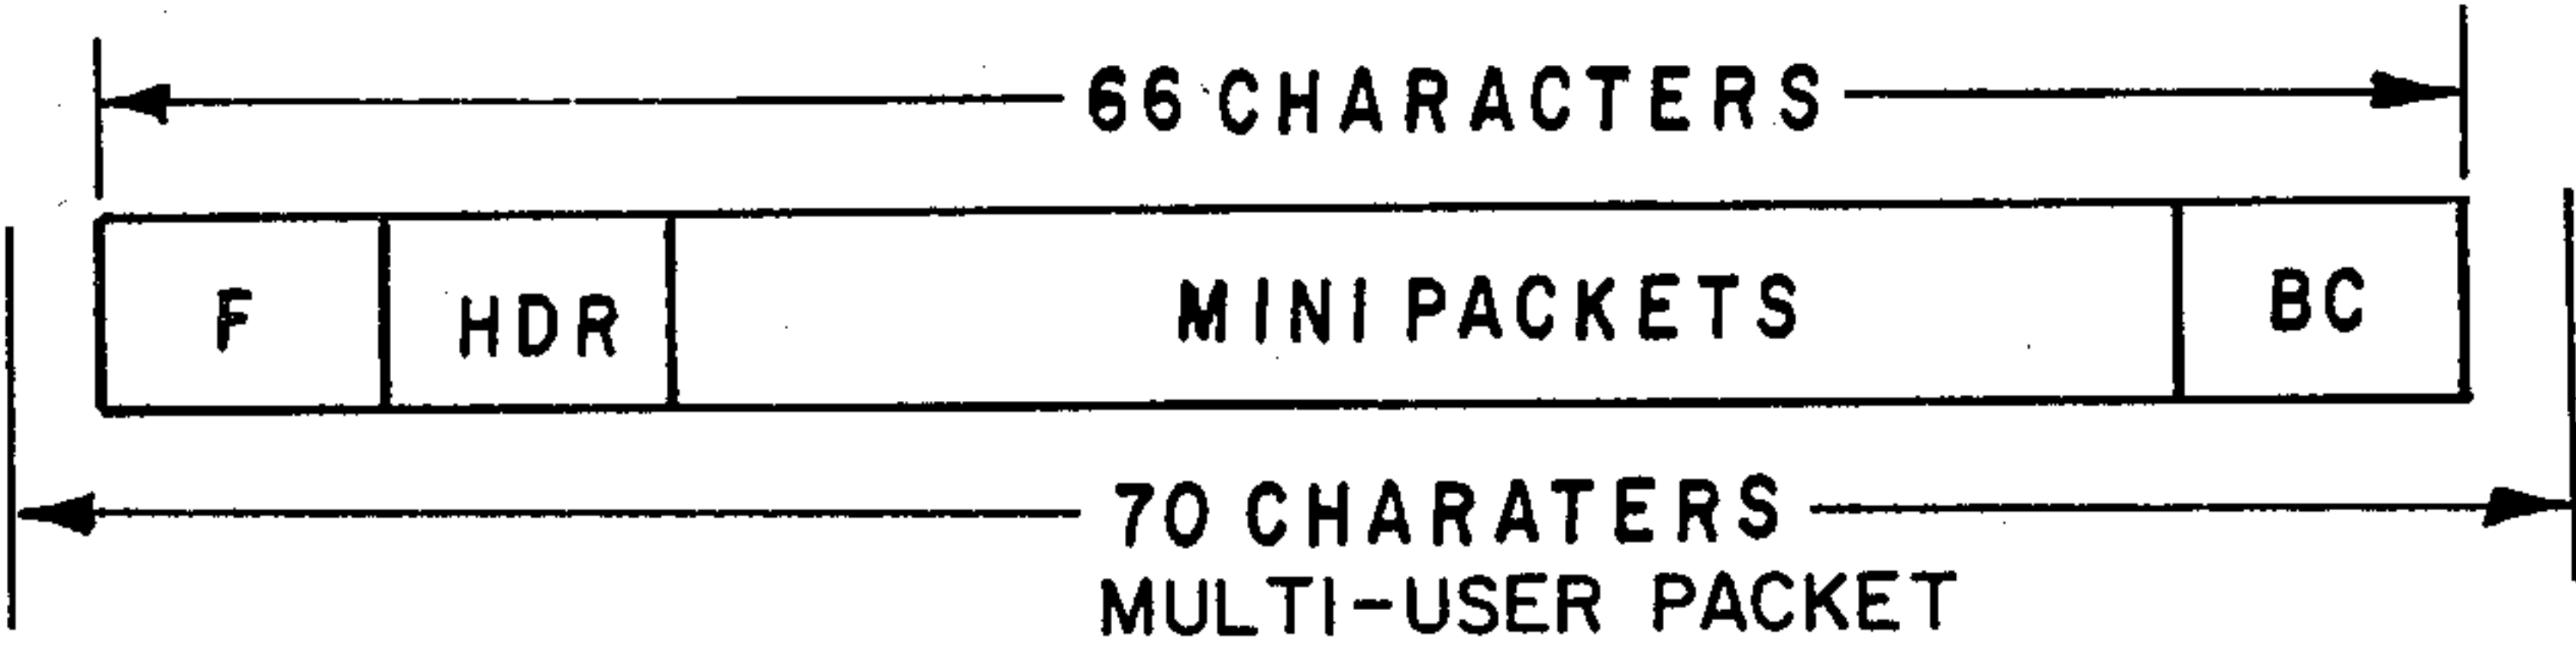 66 CHARACTERS
F HDR MINI PACKETS BC
70 CHARATERS
MULTI-USER PACKET